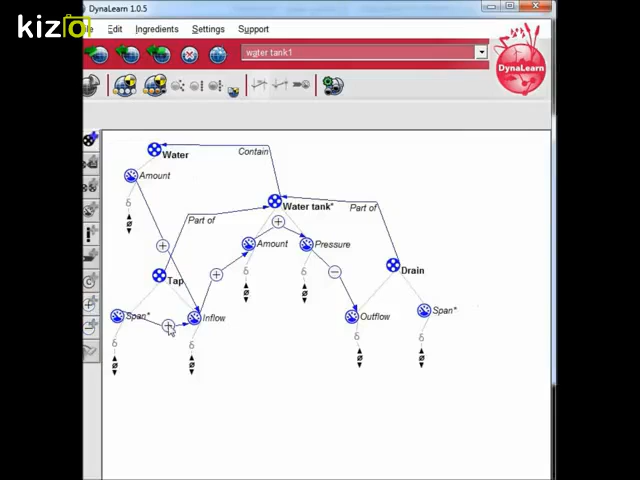 kizoa
DynaLearn 1.0.5
Edit Ingredients Settings Support
water tank1
DynaLearn
Water
Contain
Amount
δ
Water tank*
Part of
Part of
+
+
Amount
Pressure
+
-
Drain
Tap
δ
δ
Span*
+
Inflow
Outflow
Span*
δ
δ
δ
δ